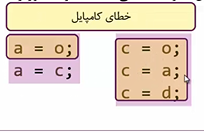 خطای کامپایل
a = o;
a = c;
c = o;
c = a;
c = d;